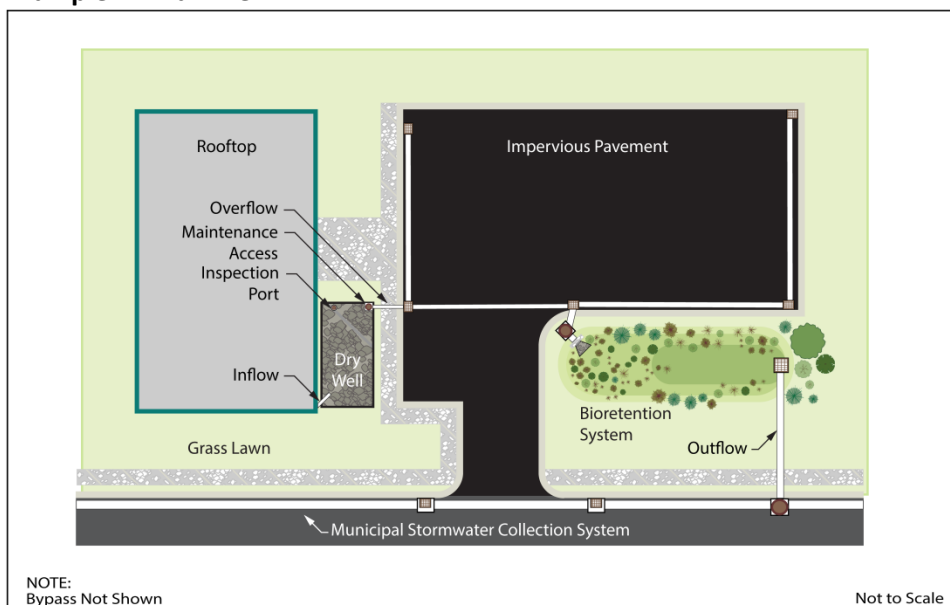 Rooftop
Impervious Pavement
Overflow
Maintenance
Access
Inspection
Port
Inflow
Dry
Well
Grass Lawn
Bioretention
System
Outflow
Municipal Stormwater Collection System
NOTE:
Bypass Not Shown
Not to Scale